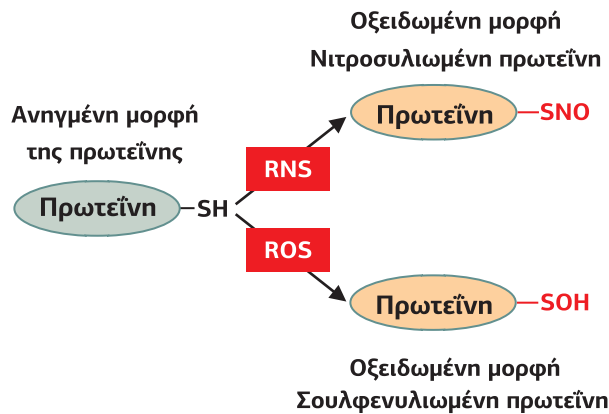 Οξειδωμένη μορφή
Νιτροσυλιωμένη πρωτεΐνη
Πρωτεΐνη
SNO
Ανηγμένη μορφή
της πρωτεΐνης
RNS
Πρωτεΐνη
SH
ROS
Πρωτεΐνη
SOH
Οξειδωμένη μορφή
Σουλφενυλιωμένη πρωτεΐνη